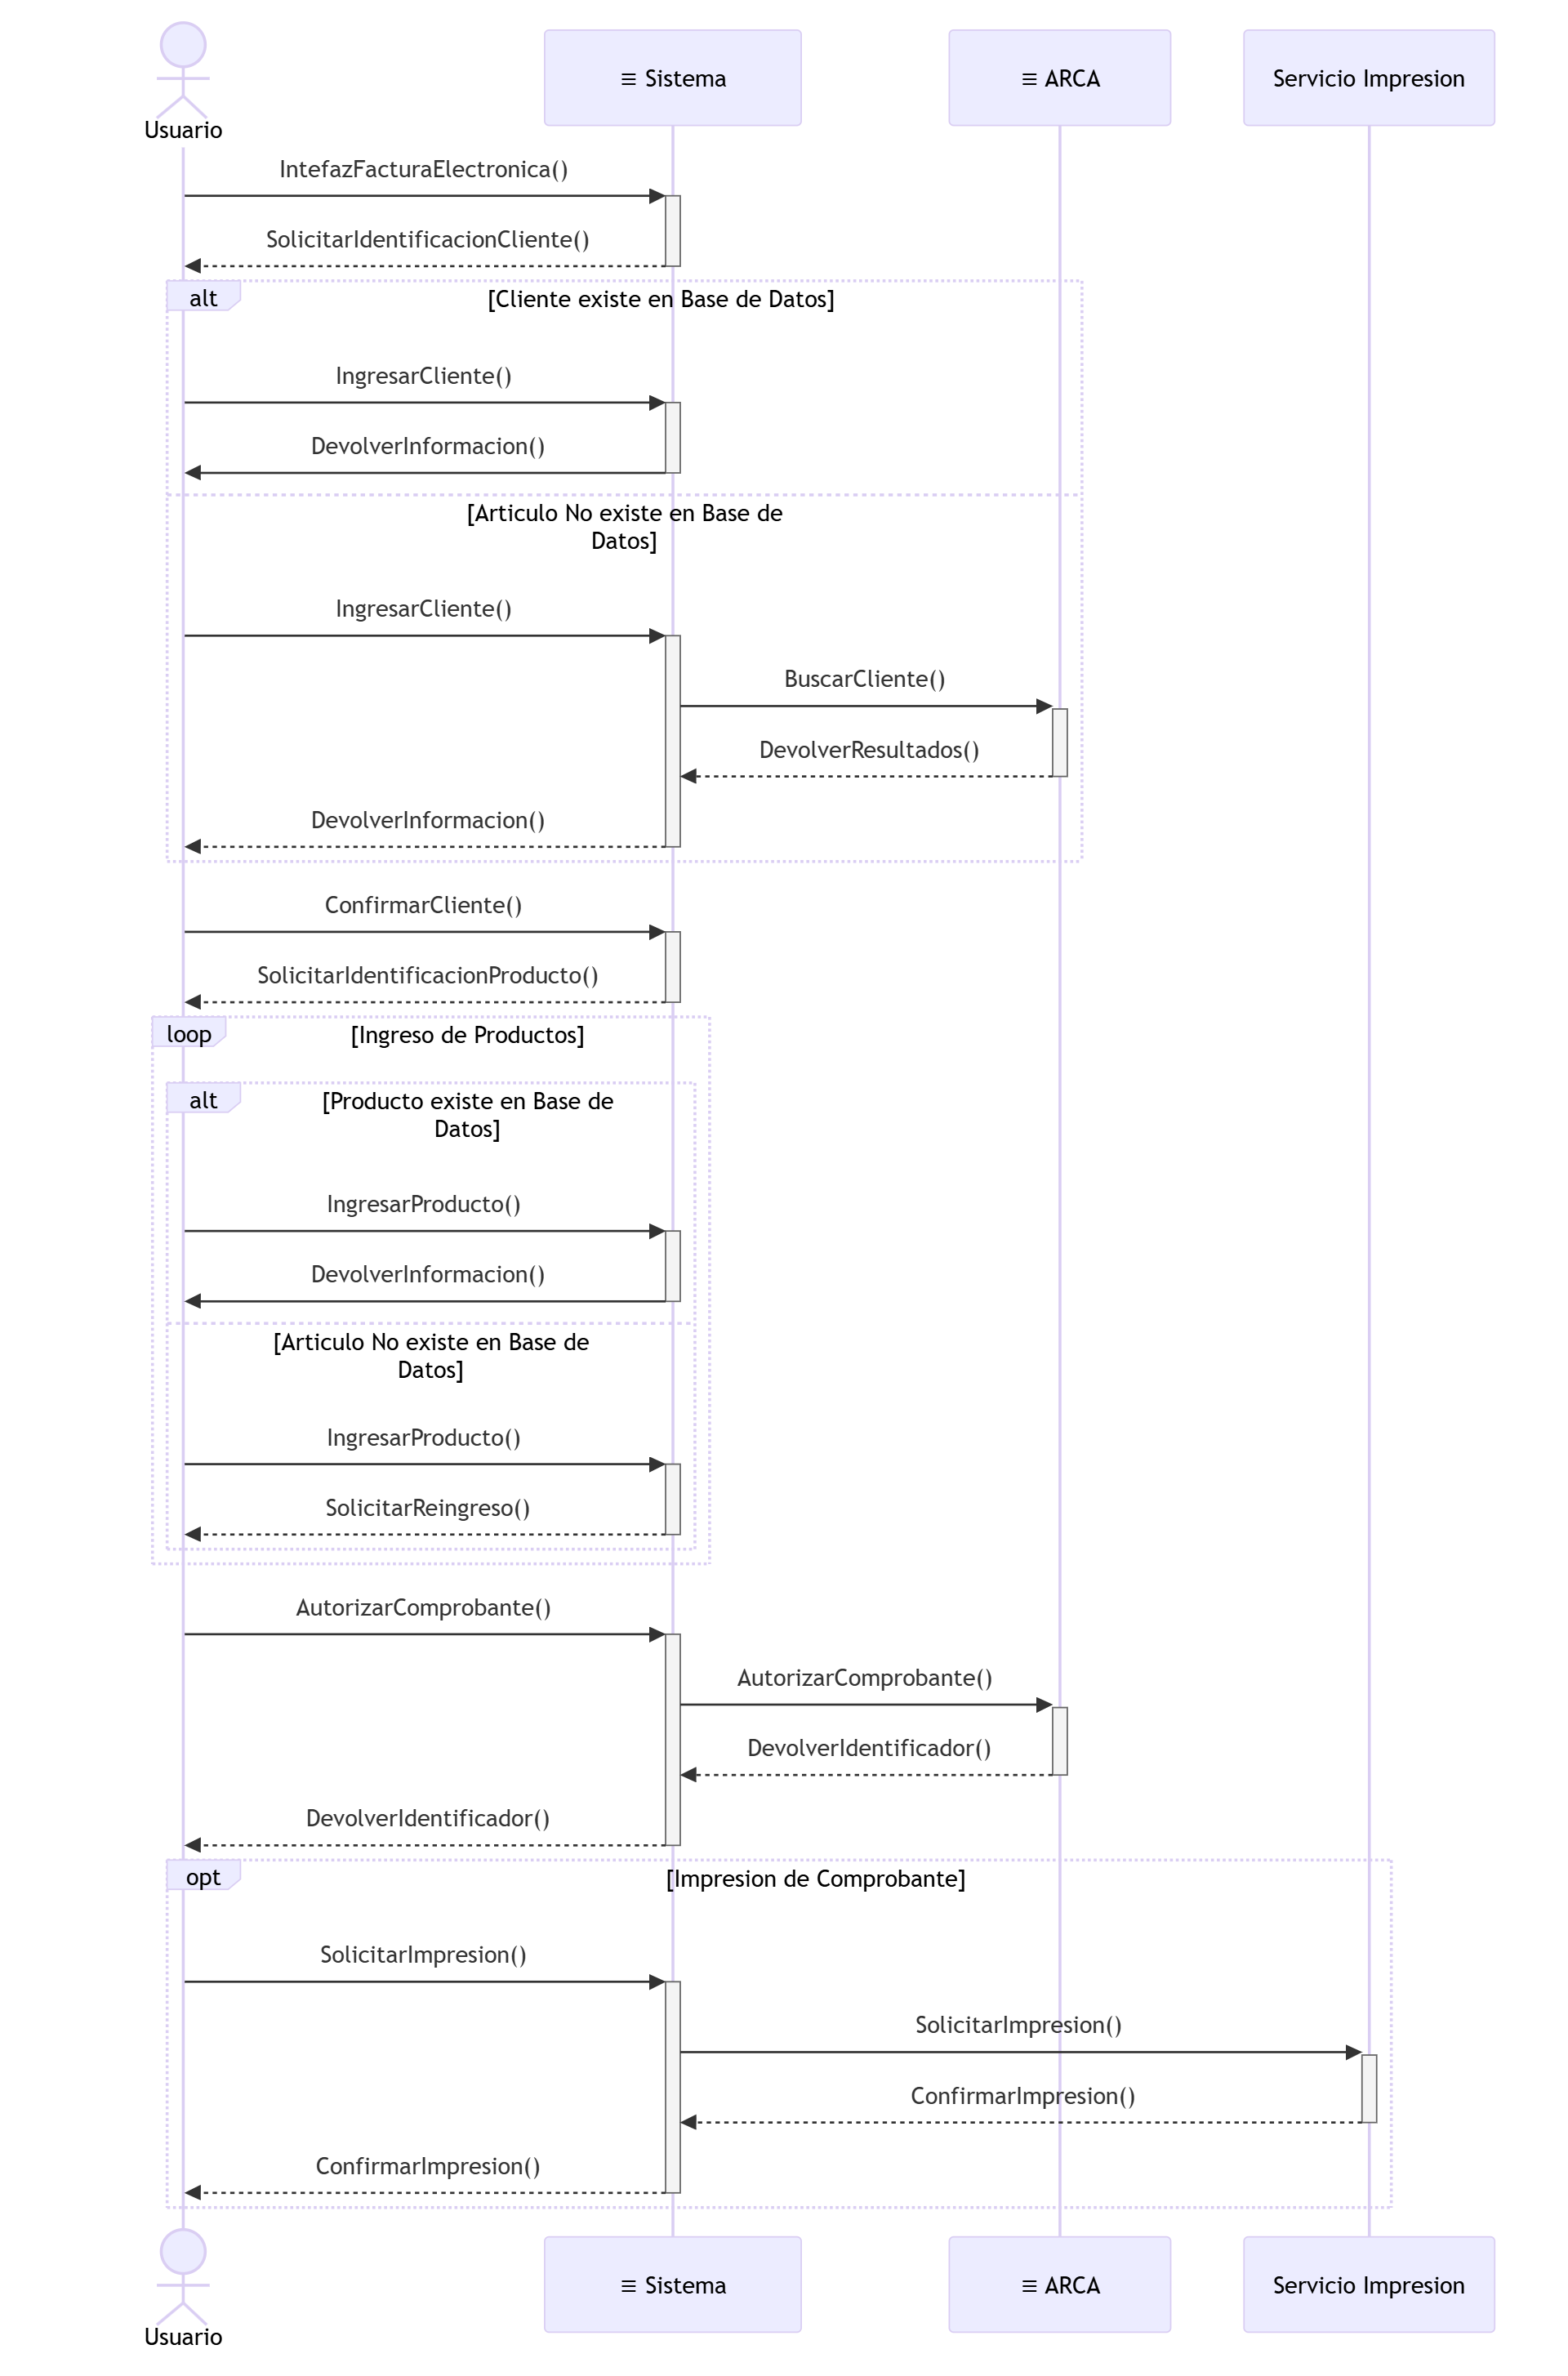 Usuario
≡ Sistema
≡ ARCA
Servicio Impresion
IntefazFacturaElectronica()
SolicitarIdentificacionCliente()
alt
[Cliente existe en Base de Datos]
IngresarCliente()
DevolverInformacion()
[Articulo No existe en Base de
Datos]
IngresarCliente()
BuscarCliente()
DevolverResultados()
DevolverInformacion()
ConfirmarCliente()
SolicitarIdentificacionProducto()
loop
[Ingreso de Productos]
alt
[Producto existe en Base de
Datos]
IngresarProducto()
DevolverInformacion()
[Articulo No existe en Base de
Datos]
IngresarProducto()
SolicitarReingreso()
AutorizarComprobante()
AutorizarComprobante()
DevolverIdentificador()
DevolverIdentificador()
opt
[Impresion de Comprobante]
SolicitarImpresion()
SolicitarImpresion()
ConfirmarImpresion()
ConfirmarImpresion()
Usuario
≡ Sistema
≡ ARCA
Servicio Impresion